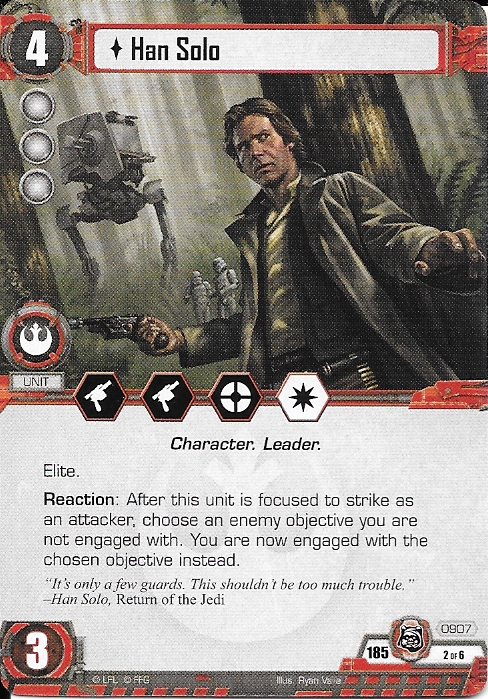 4
Han Solo
UNIT
Character. Leader.
Elite.
Reaction: After this unit is focused to strike as
an attacker, choose an enemy objective you are
not engaged with. You are now engaged with the
chosen objective instead.
"It's only a few guards. This shouldn't be too much trouble."
–Han Solo, Return of the Jedi
3
185
0907
2 OF 6
© LFL © FFG
Illus. Ryan Valle